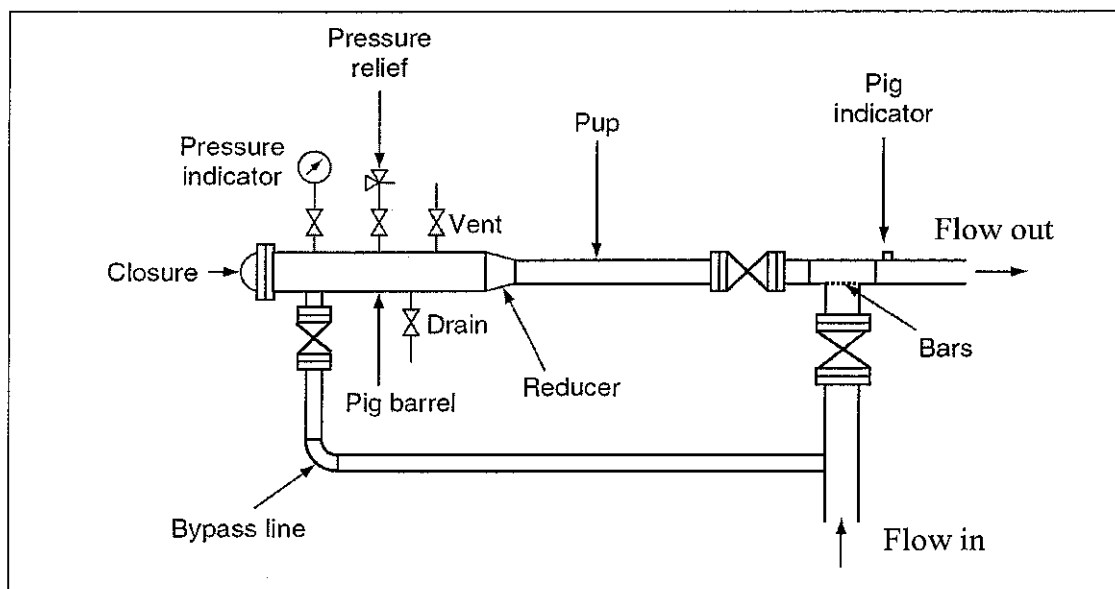 Pressure
relief
Pig
indicator
Pup
Pressure
indicator
Vent
Flow out
Closure
Drain
Bars
Reducer
Pig barrel
Bypass line
Flow in